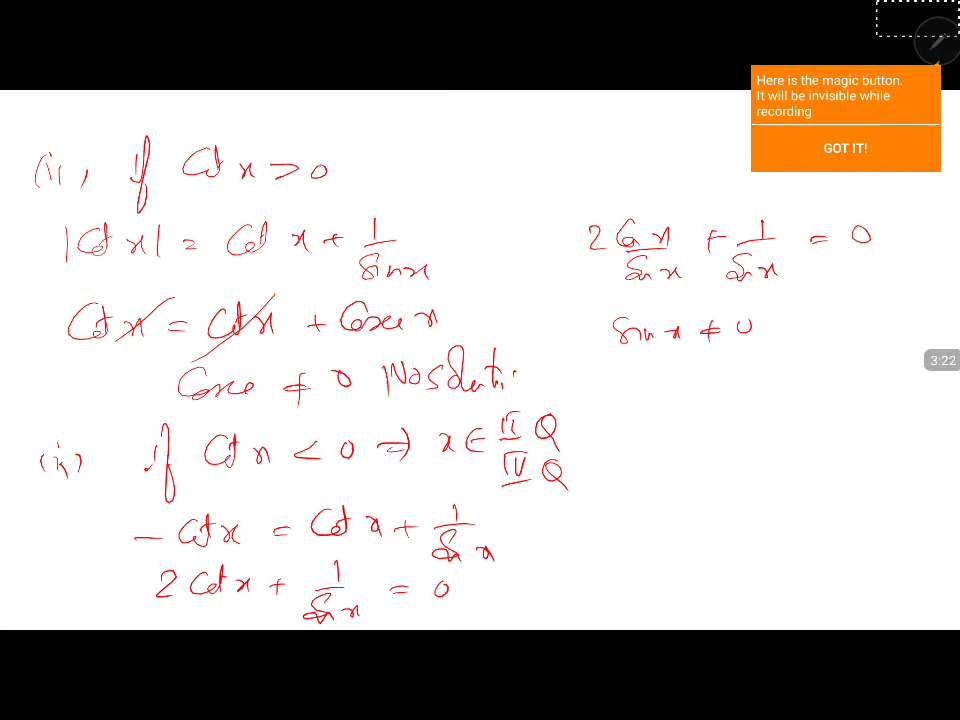 Here is the magic button.
It will be invisible while
recording
GOT IT!
(i), if Cot x > 0
|Cot x| = Cot x + 1/Sin x
Cot x = Cot x + Cosec x
Cosec ≠ 0 No soluti
(ii) if Cot x < 0 ⇒ x ∈ II Q
IV Q
- Cot x = Cot x + 1/Sin x
2 Cot x + 1/Sin x = 0
2 Cos x/Sin x + 1/Sin x = 0
Sin x ≠ 0
3:22